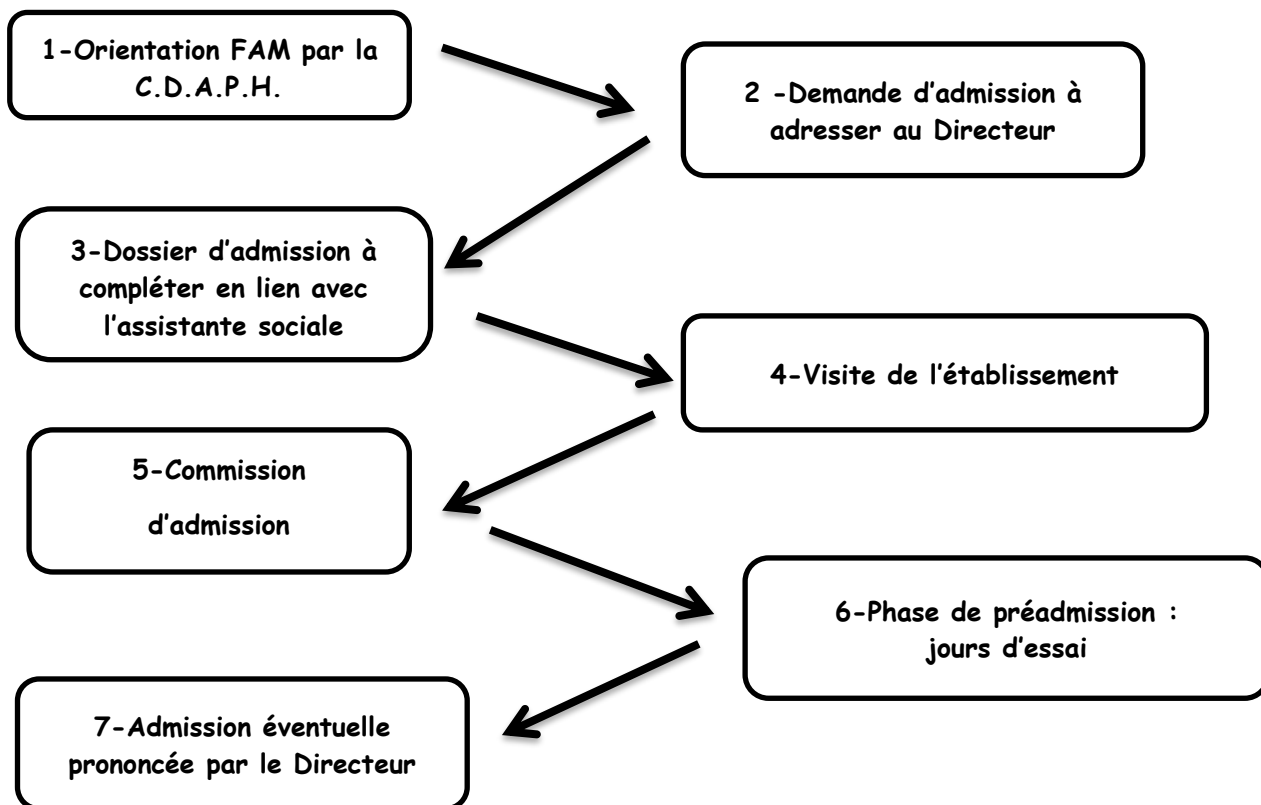 1-Orientation FAM par la
C.D.A.P.H.
2 -Demande d'admission à
adresser au Directeur
3-Dossier d'admission à
compléter en lien avec
l'assistante sociale
4-Visite de l'établissement
5-Commission
d'admission
6-Phase de préadmission :
jours d'essai
7-Admission éventuelle
prononcée par le Directeur